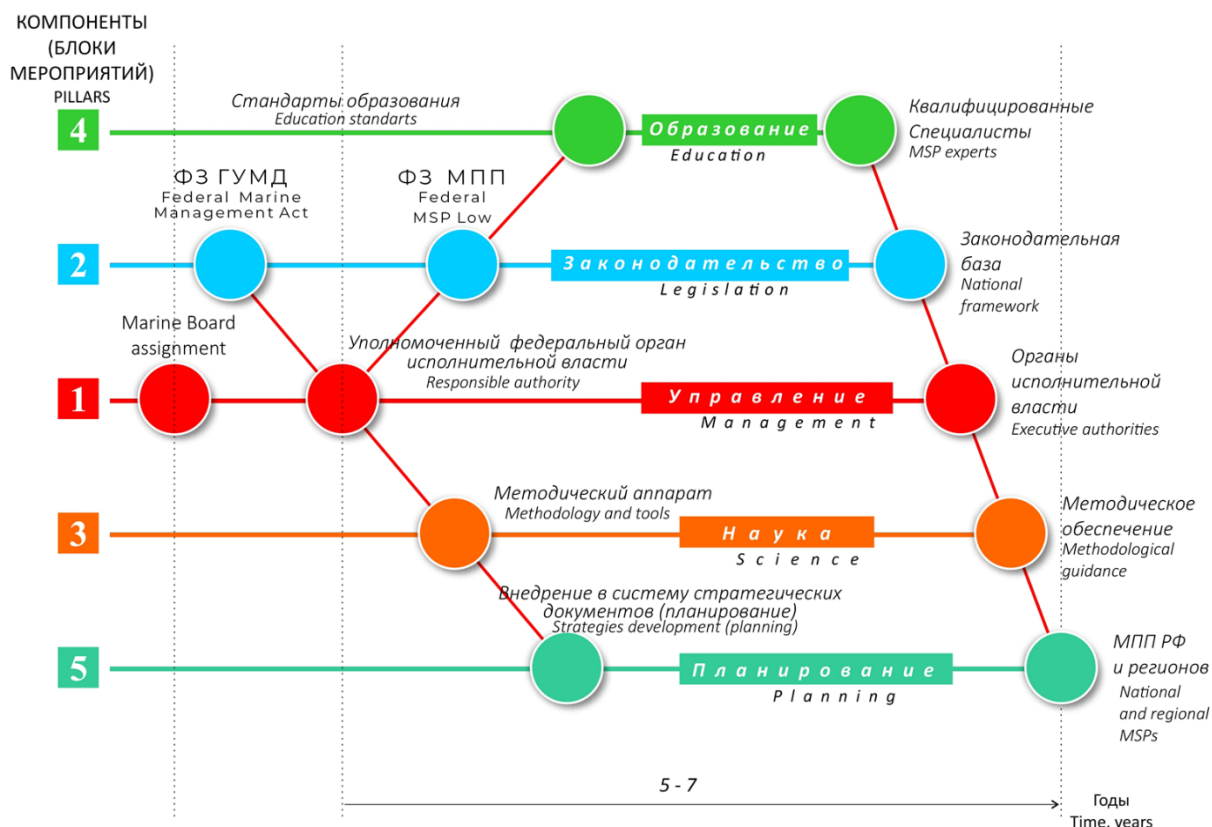 КОМПОНЕНТЫ
(БЛОКИ
МЕРОПРИЯТИЙ)
PILLARS
4
Стандарты образования
Education standarts
Образование
Education
Квалифицированные
Специалисты
MSP experts
ФЗ ГУМД
Federal Marine
Management Act
ФЗ МПП
Federal
MSP Low
2
Законодательство
Legislation
Законодательная
база
National
framework
Marine Board
assignment
Уполномоченный федеральный орган
исполнительной власти
Responsible authority
1
Управление
Management
Органы
исполнительной
власти
Executive authorities
3
Методический аппарат
Methodology and tools
Наука
Science
Методическое
обеспечение
Methodological
guidance
Внедрение в систему стратегических
документов (планирование)
Strategies development (planning)
5
Планирование
Planning
МПП РФ
и регионов
National
and regional
MSPs
5 - 7
Годы
Time, years